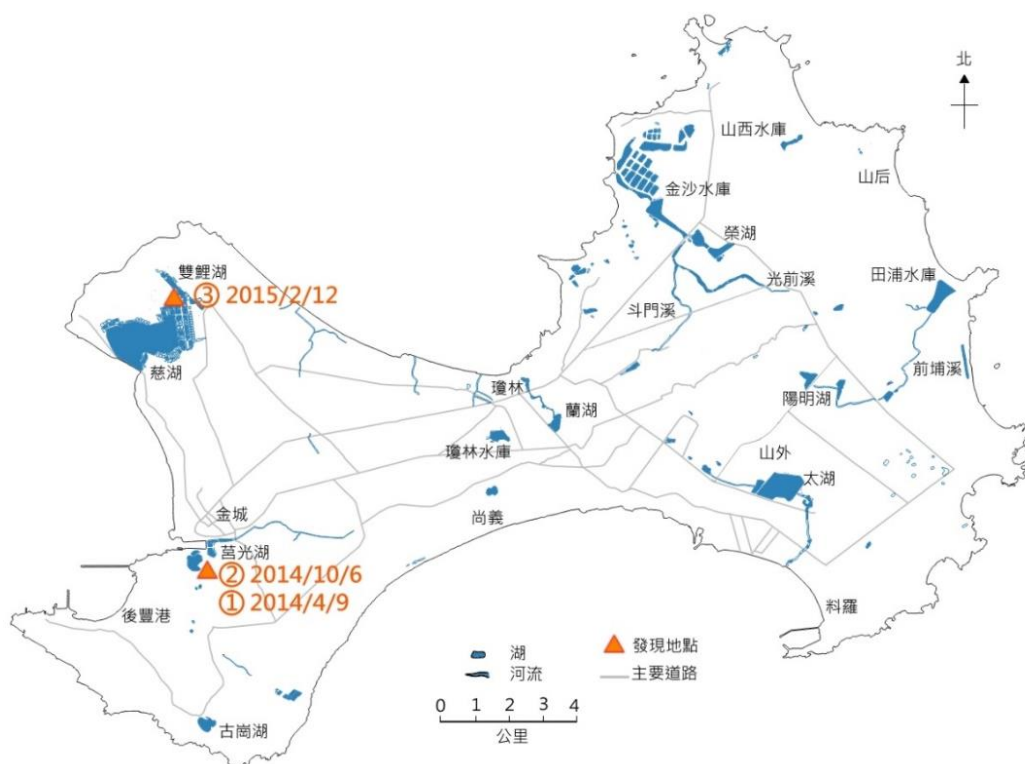 北
山西水庫
山后
金沙水庫
榮湖
雙鯉湖
③ 2015/2/12
光前溪
田浦水庫
斗門溪
慈湖
前埔溪
瓊林
陽明湖
蘭湖
瓊林水庫
山外
太湖
金城
尚義
莒光湖
② 2014/10/6
① 2014/4/9
後豐港
料羅
湖
發現地點
河流
主要道路
0 1 2 3 4
公里
古崗湖